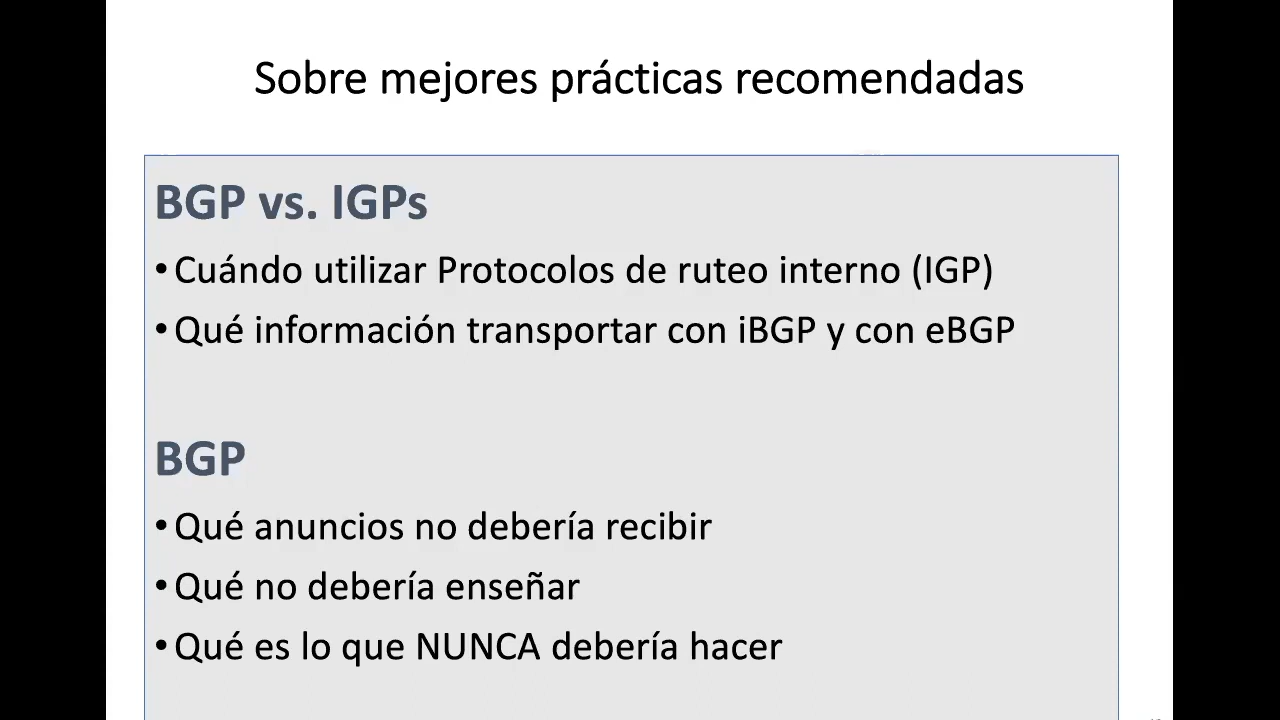 Sobre mejores prácticas recomendadas
BGP vs. IGPs
• Cuándo utilizar Protocolos de ruteo interno (IGP)
• Qué información transportar con iBGP y con eBGP
BGP
• Qué anuncios no debería recibir
• Qué no debería enseñar
• Qué es lo que NUNCA debería hacer